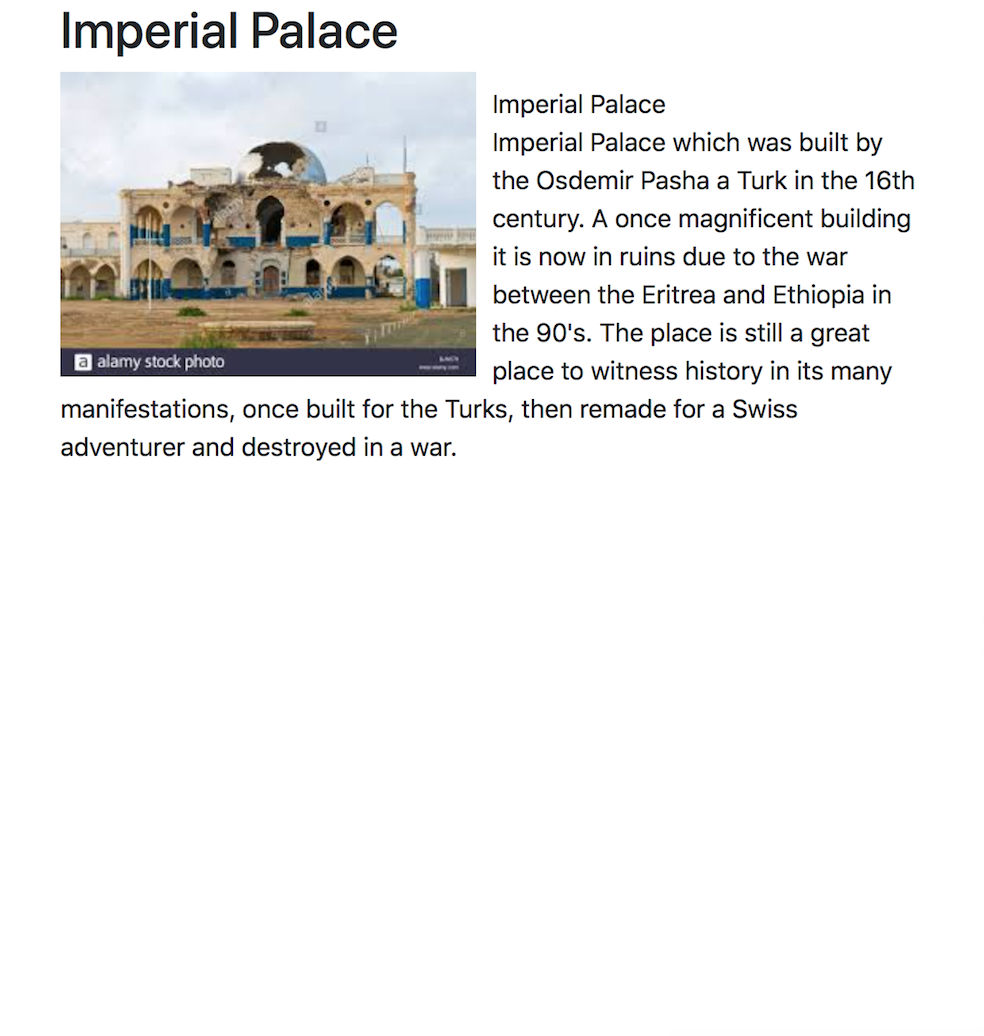 Imperial Palace
Imperial Palace
Imperial Palace which was built by
the Osdemir Pasha a Turk in the 16th
century. A once magnificent building
it is now in ruins due to the war
between the Eritrea and Ethiopia in
the 90's. The place is still a great
place to witness history in its many
manifestations, once built for the Turks, then remade for a Swiss
adventurer and destroyed in a war.
a alamy stock photo